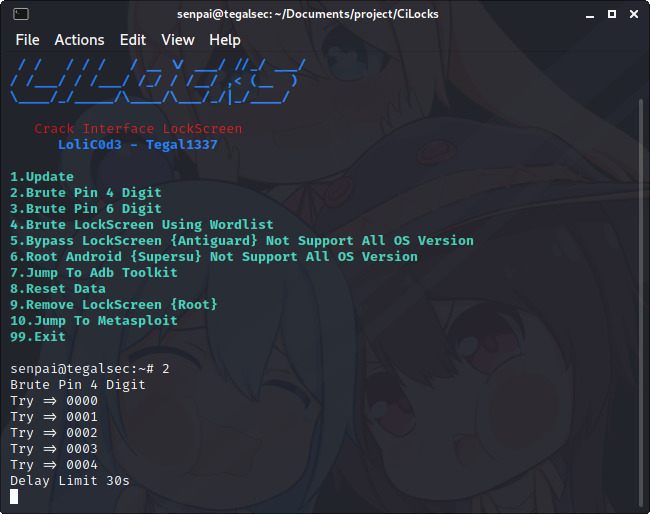 senpai@tegalsec: ~/Documents/project/CiLocks
File Actions Edit View Help
Crack Interface LockScreen
LoliC0d3 - Tegal1337
1.Update
2.Brute Pin 4 Digit
3.Brute Pin 6 Digit
4.Brute LockScreen Using Wordlist
5.Bypass LockScreen {Antiguard} Not Support All OS Version
6.Root Android {Supersu} Not Support All OS Version
7.Jump To Adb Toolkit
8.Reset Data
9.Remove LockScreen {Root}
10.Jump To Metasploit
99.Exit
senpai@tegalsec:~# 2
Brute Pin 4 Digit
Try => 0000
Try => 0001
Try => 0002
Try => 0003
Try => 0004
Delay Limit 30s